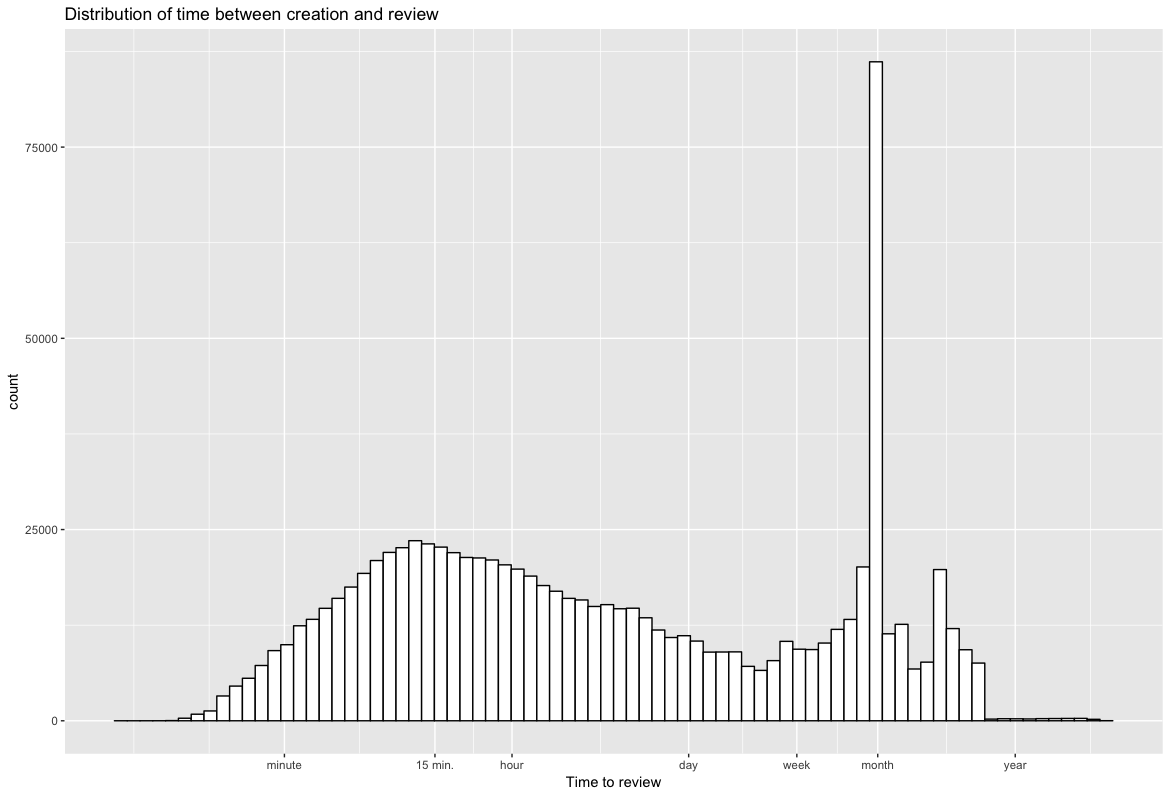 Distribution of time between creation and review
75000
50000
25000
0
count
minute
15 min.
hour
day
week
month
year
Time to review